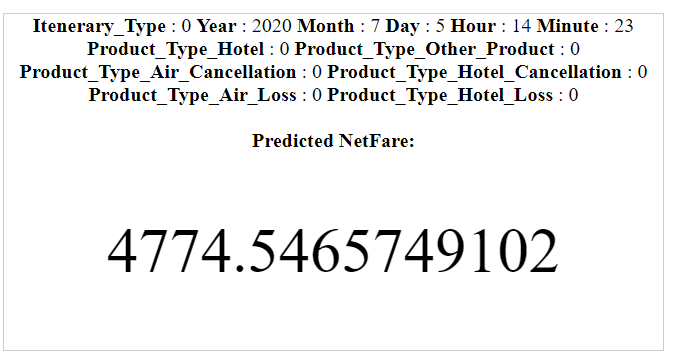 Itenerary_Type : 0 Year : 2020 Month : 7 Day : 5 Hour : 14 Minute : 23
Product_Type_Hotel : 0 Product_Type_Other_Product : 0
Product_Type_Air_Cancellation : 0 Product_Type_Hotel_Cancellation : 0
Product_Type_Air_Loss : 0 Product_Type_Hotel_Loss : 0
Predicted NetFare:
4774.5465749102